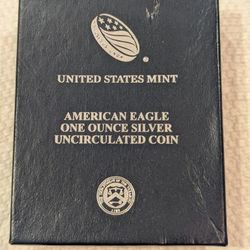 UNITED STATES MINT
AMERICAN EAGLE
ONE OUNCE SILVER
UNCIRCULATED COIN